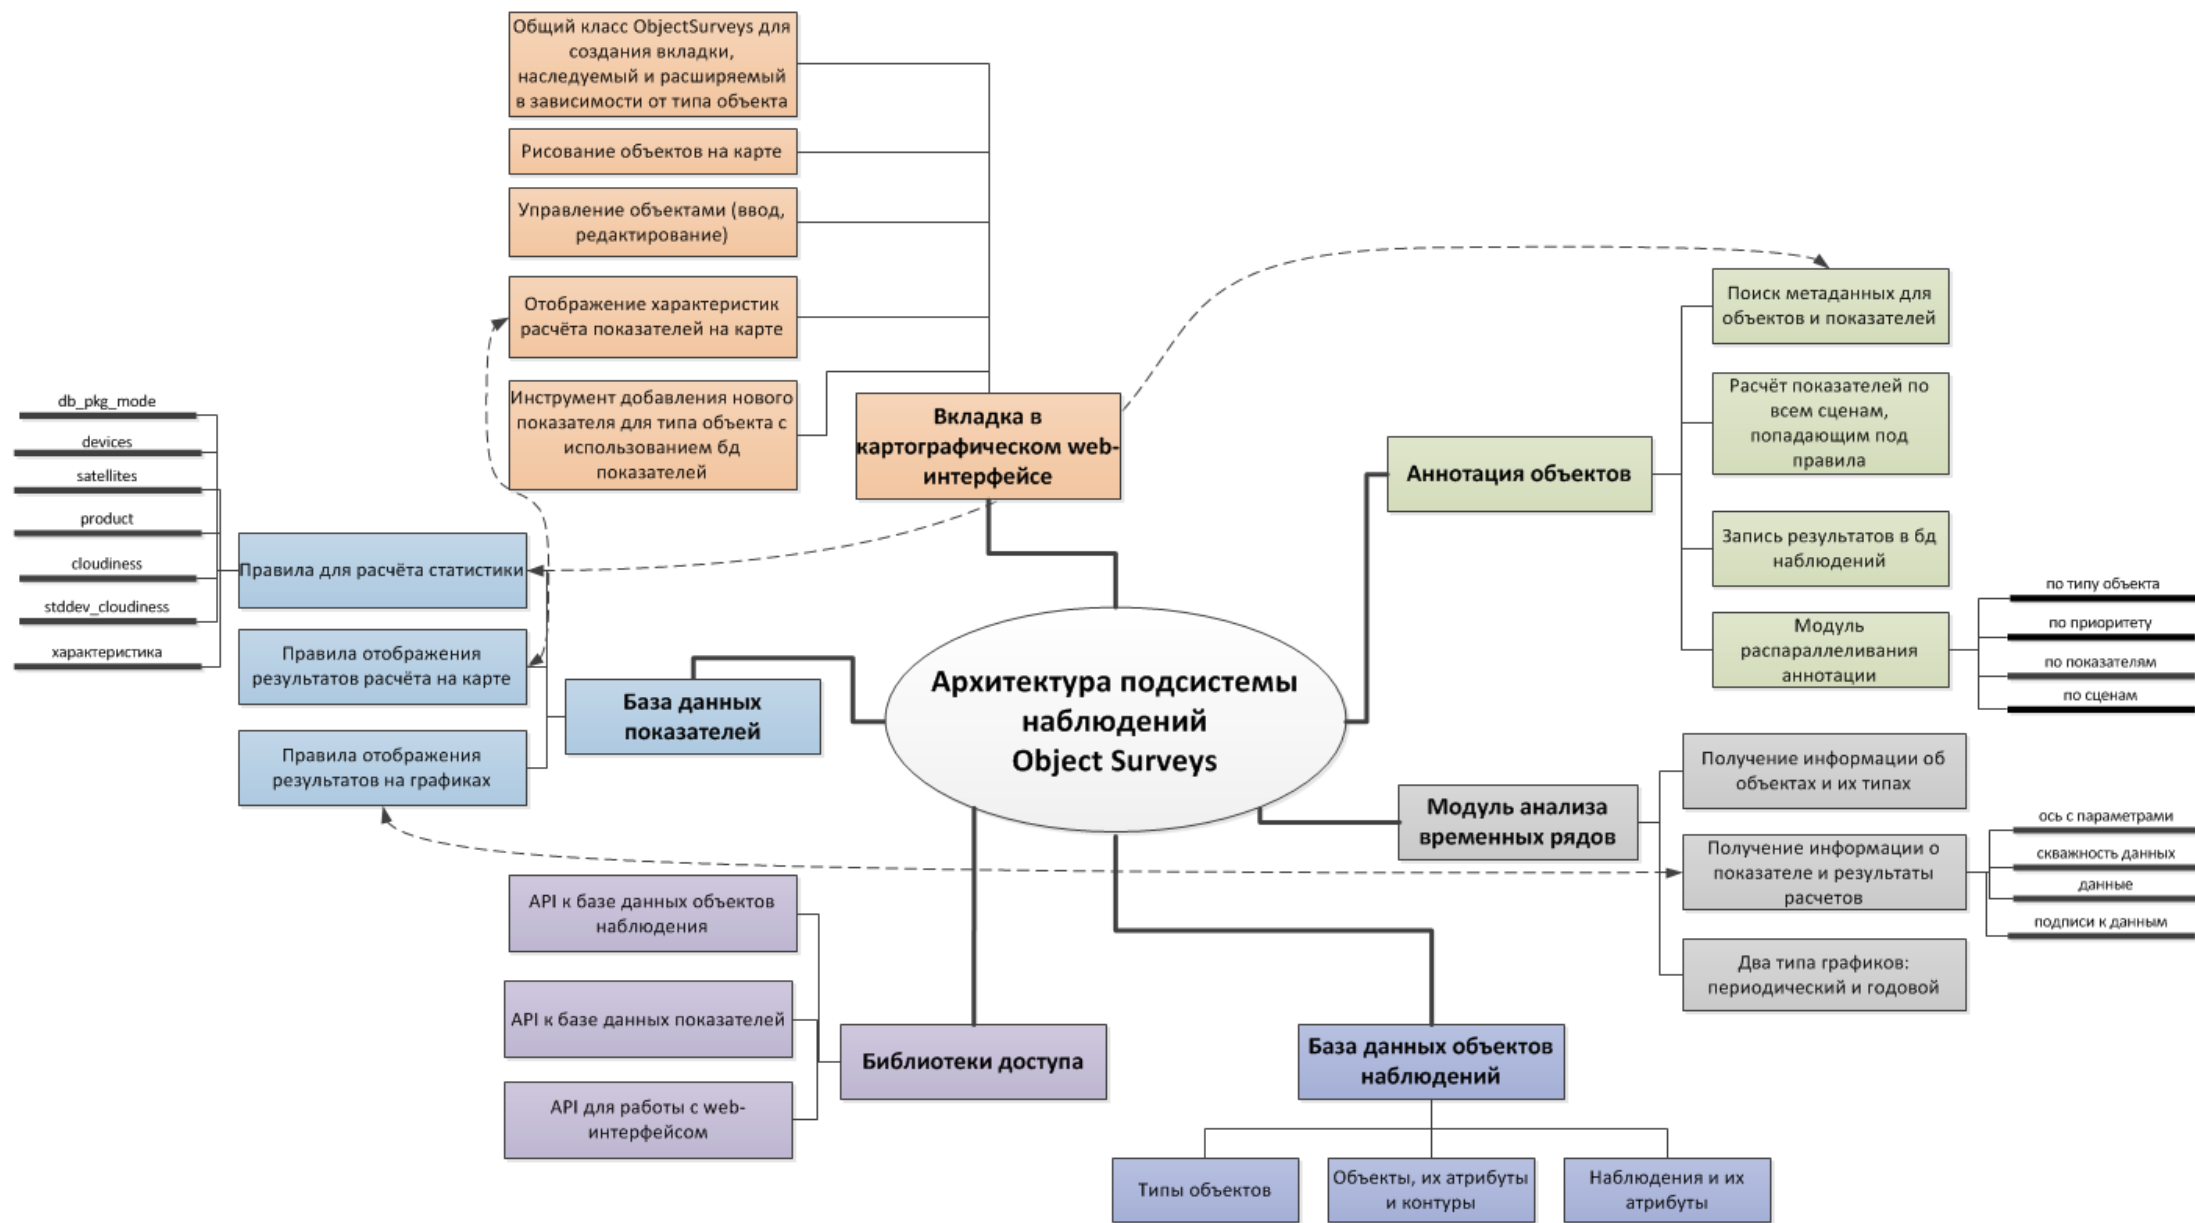 Общий класс ObjectSurveys для
создания вкладки,
наследуемый и расширяемый
в зависимости от типа объекта
Рисование объектов на карте
Управление объектами (ввод,
редактирование)
Отображение характеристик
расчёта показателей на карте
Инструмент добавления нового
показателя для типа объекта с
использованием бд
показателей
Вкладка в
картографическом web-
интерфейсе
Аннотация объектов
Поиск метаданных для
объектов и показателей
Расчёт показателей по
всем сценам,
попадающим под
правила
Запись результатов в бд
наблюдений
Модуль
распараллеливания
аннотации
по типу объекта
по приоритету
по показателям
по сценам
db_pkg_mode
devices
satellites
product
cloudiness
stddev_cloudiness
характеристика
Правила для расчёта статистики
Правила отображения
результатов расчёта на карте
Правила отображения
результатов на графиках
База данных
показателей
Архитектура подсистемы
наблюдений
Object Surveys
Модуль анализа
временных рядов
Получение информации об
объектах и их типах
Получение информации о
показателе и результаты
расчетов
Два типа графиков:
периодический и годовой
ось с параметрами
скважность данных
данные
подписи к данным
API к базе данных объектов
наблюдения
API к базе данных показателей
API для работы с web-
интерфейсом
Библиотеки доступа
База данных объектов
наблюдений
Типы объектов
Объекты, их атрибуты
и контуры
Наблюдения и их
атрибуты